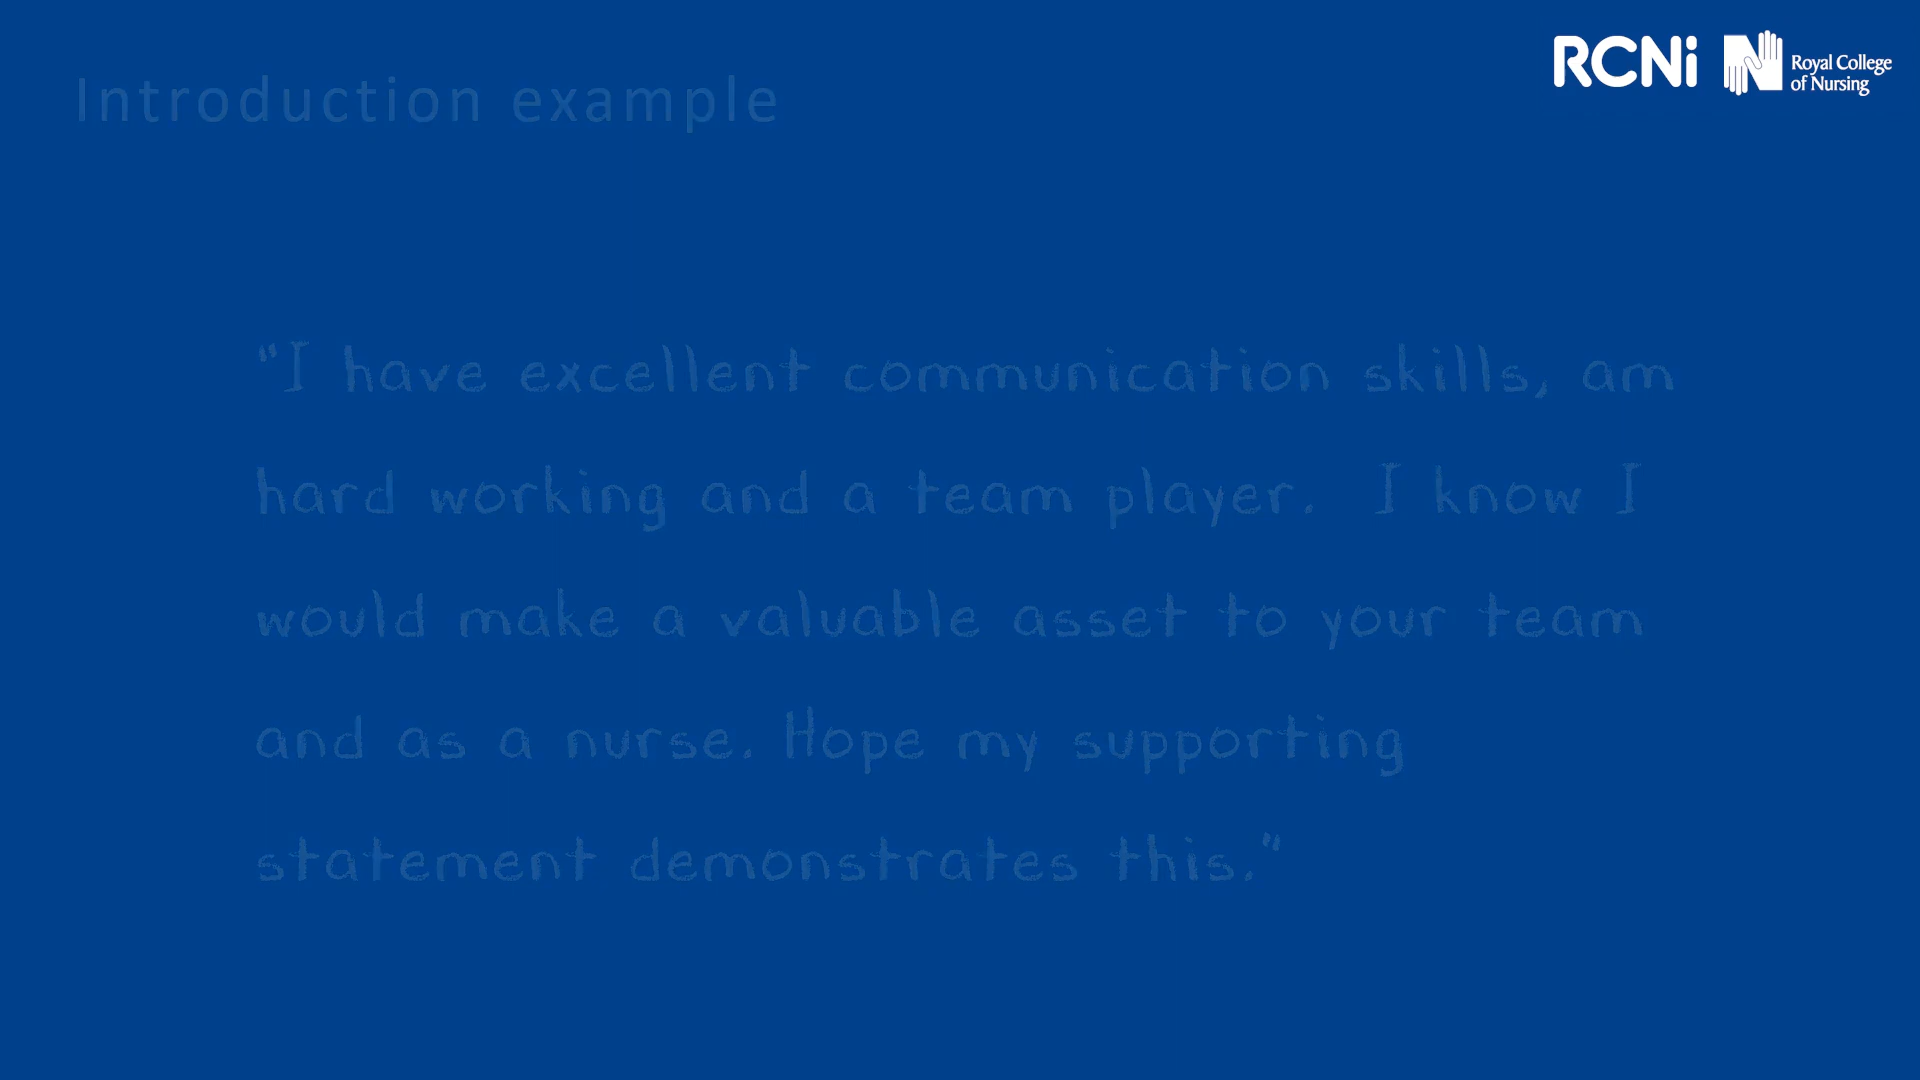 RCNi
Royal College
of Nursing
Introduction example
"I have excellent communication skills, am
hard working and a team player. I know I
would make a valuable asset to your team
and as a nurse. Hope my supporting
statement demonstrates this."